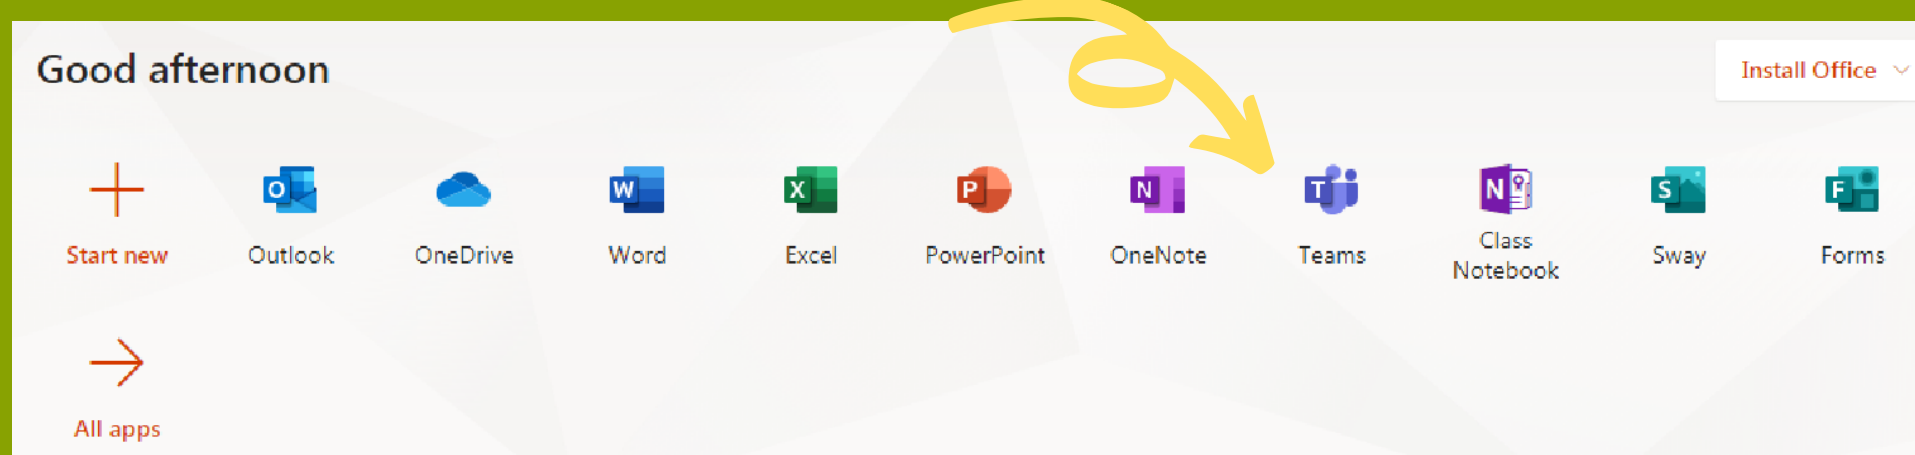 Good afternoon
Install Office
O
W
X
P
N
T
N
S
F
Start new
Outlook
OneDrive
Word
Excel
PowerPoint
OneNote
Teams
Class
Notebook
Sway
Forms
All apps